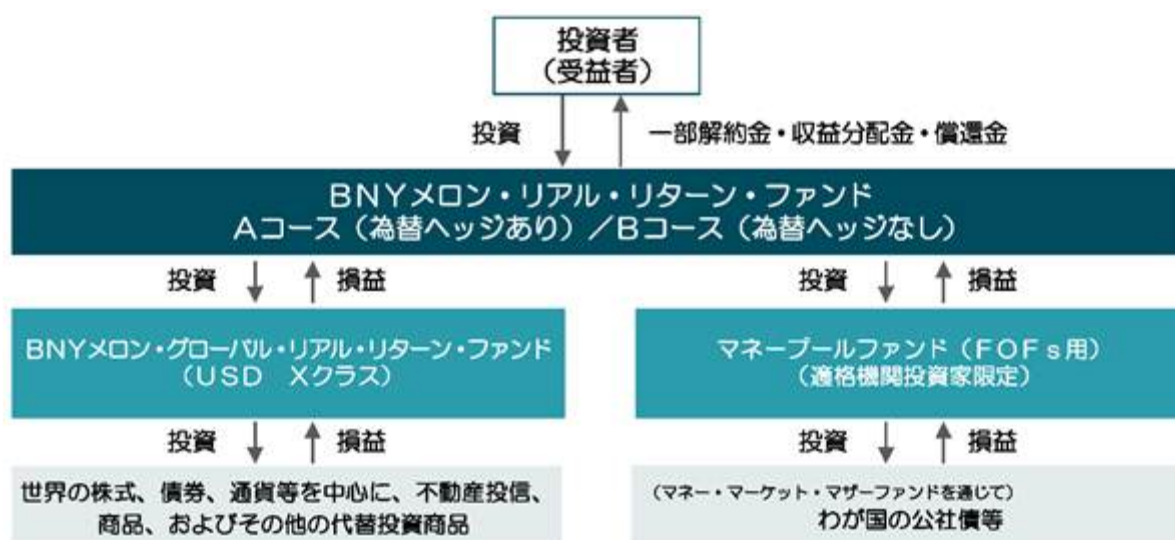 投資者
(受益者)
投資
一部解約金・収益分配金・償還金
BNYメロン・リアル・リターン・ファンド
Aコース(為替ヘッジあり)/Bコース(為替ヘッジなし)
投資
損益
投資
損益
BNYメロン・グローバル・リアル・リターン・ファンド
(USD Xクラス)
マネープールファンド(FOFs用)
(適格機関投資家限定)
投資
損益
投資
損益
世界の株式、債券、通貨等を中心に、不動産投信、
商品、およびその他の代替投資商品
(マネー・マーケット・マザーファンドを通じて)
わが国の公社債等